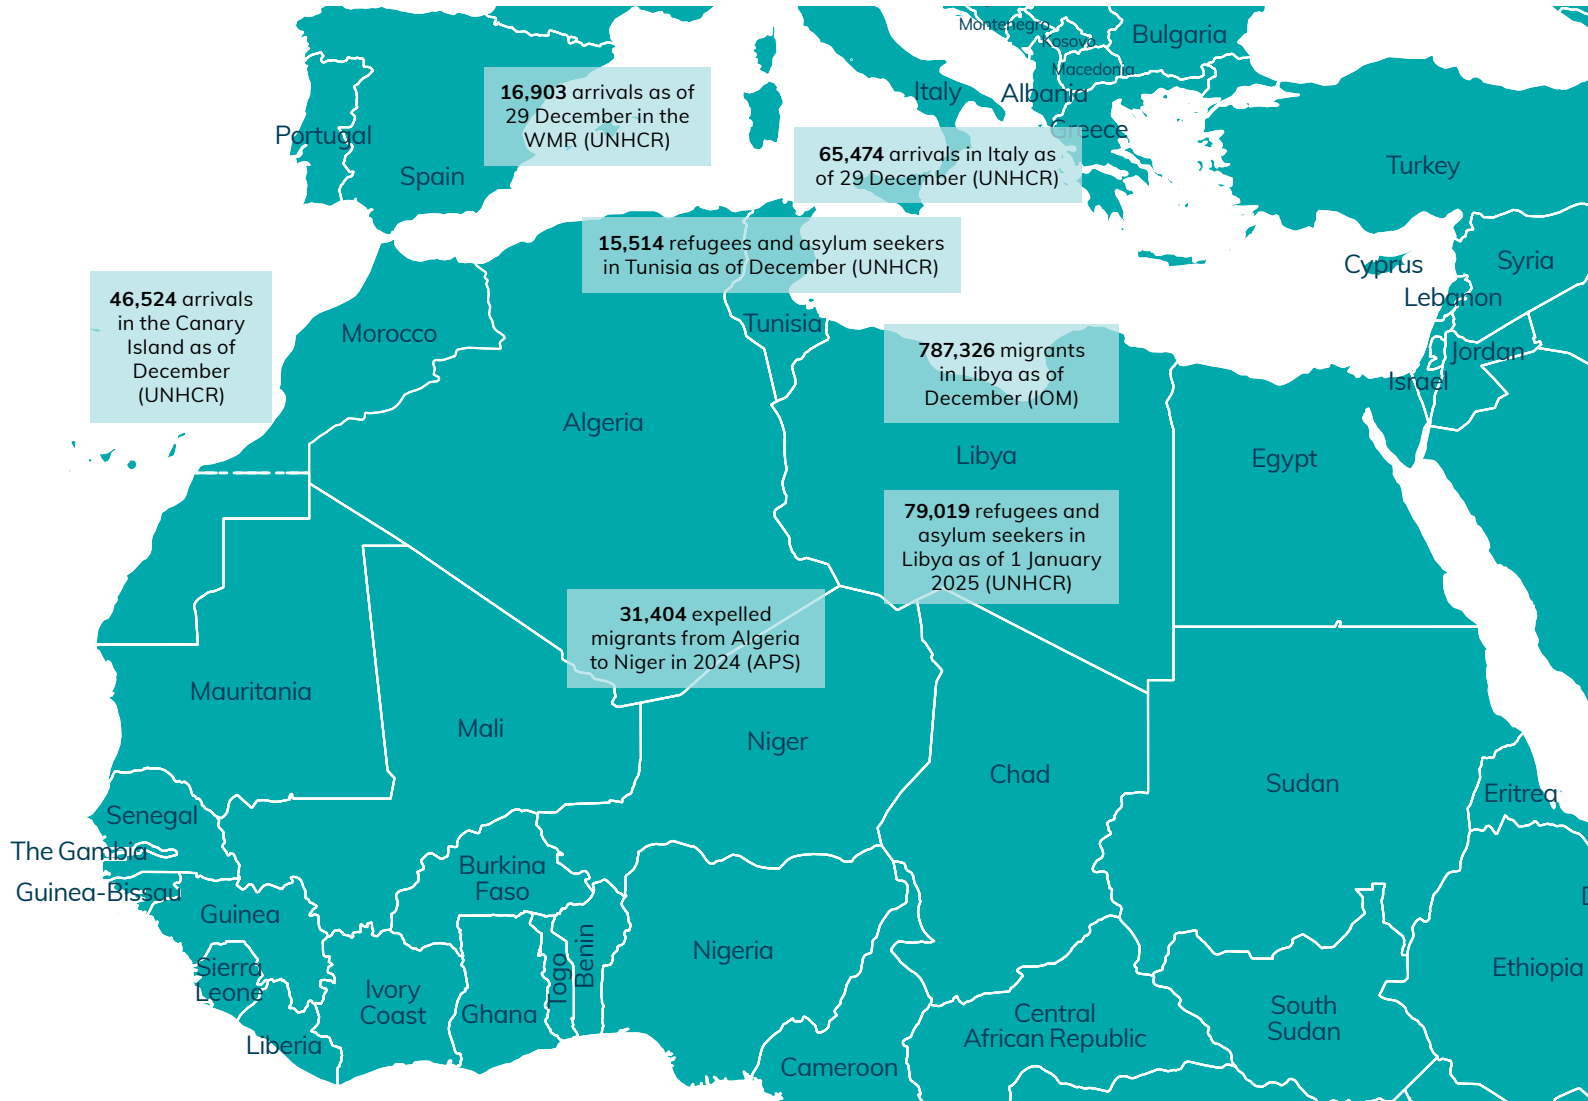 Montenegro
Kosovo
Bulgaria
Macedonia
Italy
Albania
Greece
16,903 arrivals as of
29 December in the
WMR (UNHCR)
Portugal
Spain
65,474 arrivals in Italy as
of 29 December (UNHCR)
Turkey
15,514 refugees and asylum seekers
in Tunisia as of December (UNHCR)
Cyprus
Syria
Lebanon
46,524 arrivals
in the Canary
Island as of
December
(UNHCR)
Morocco
Tunisia
787,326 migrants
in Libya as of
December (IOM)
Jordan
Israel
Algeria
Libya
Egypt
79,019 refugees and
asylum seekers in
Libya as of 1 January
2025 (UNHCR)
31,404 expelled
migrants from Algeria
to Niger in 2024 (APS)
Mauritania
Mali
Niger
Chad
Sudan
Eritrea
Senegal
The Gambia
Guinea-Bissau
Burkina
Faso
Guinea
Sierra
Leone
Liberia
Ivory
Coast
Ghana
Togo
Benin
Nigeria
Ethiopia
Central
African Republic
South
Sudan
Cameroon